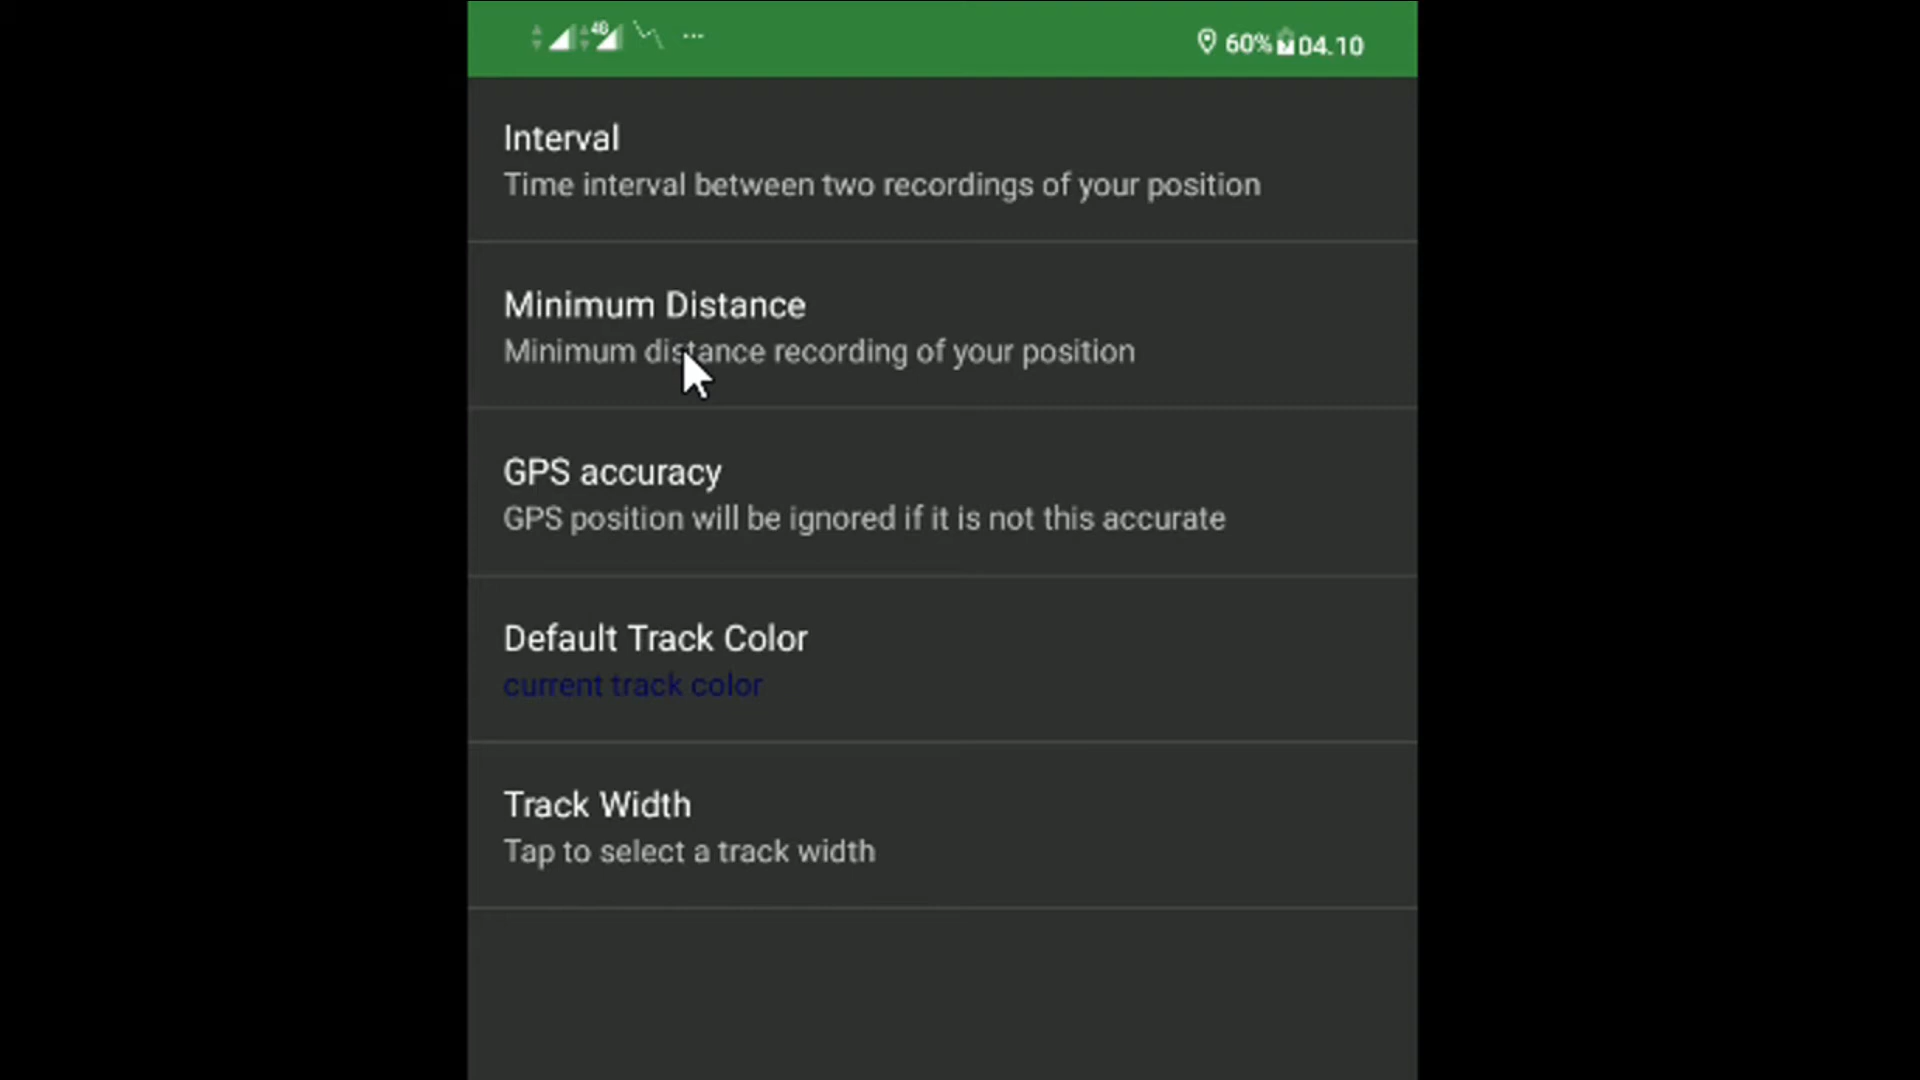 4G ... 60% 04.10
Interval
Time interval between two recordings of your position
Minimum Distance
Minimum distance recording of your position
GPS accuracy
GPS position will be ignored if it is not this accurate
Default Track Color
current track color
Track Width
Tap to select a track width